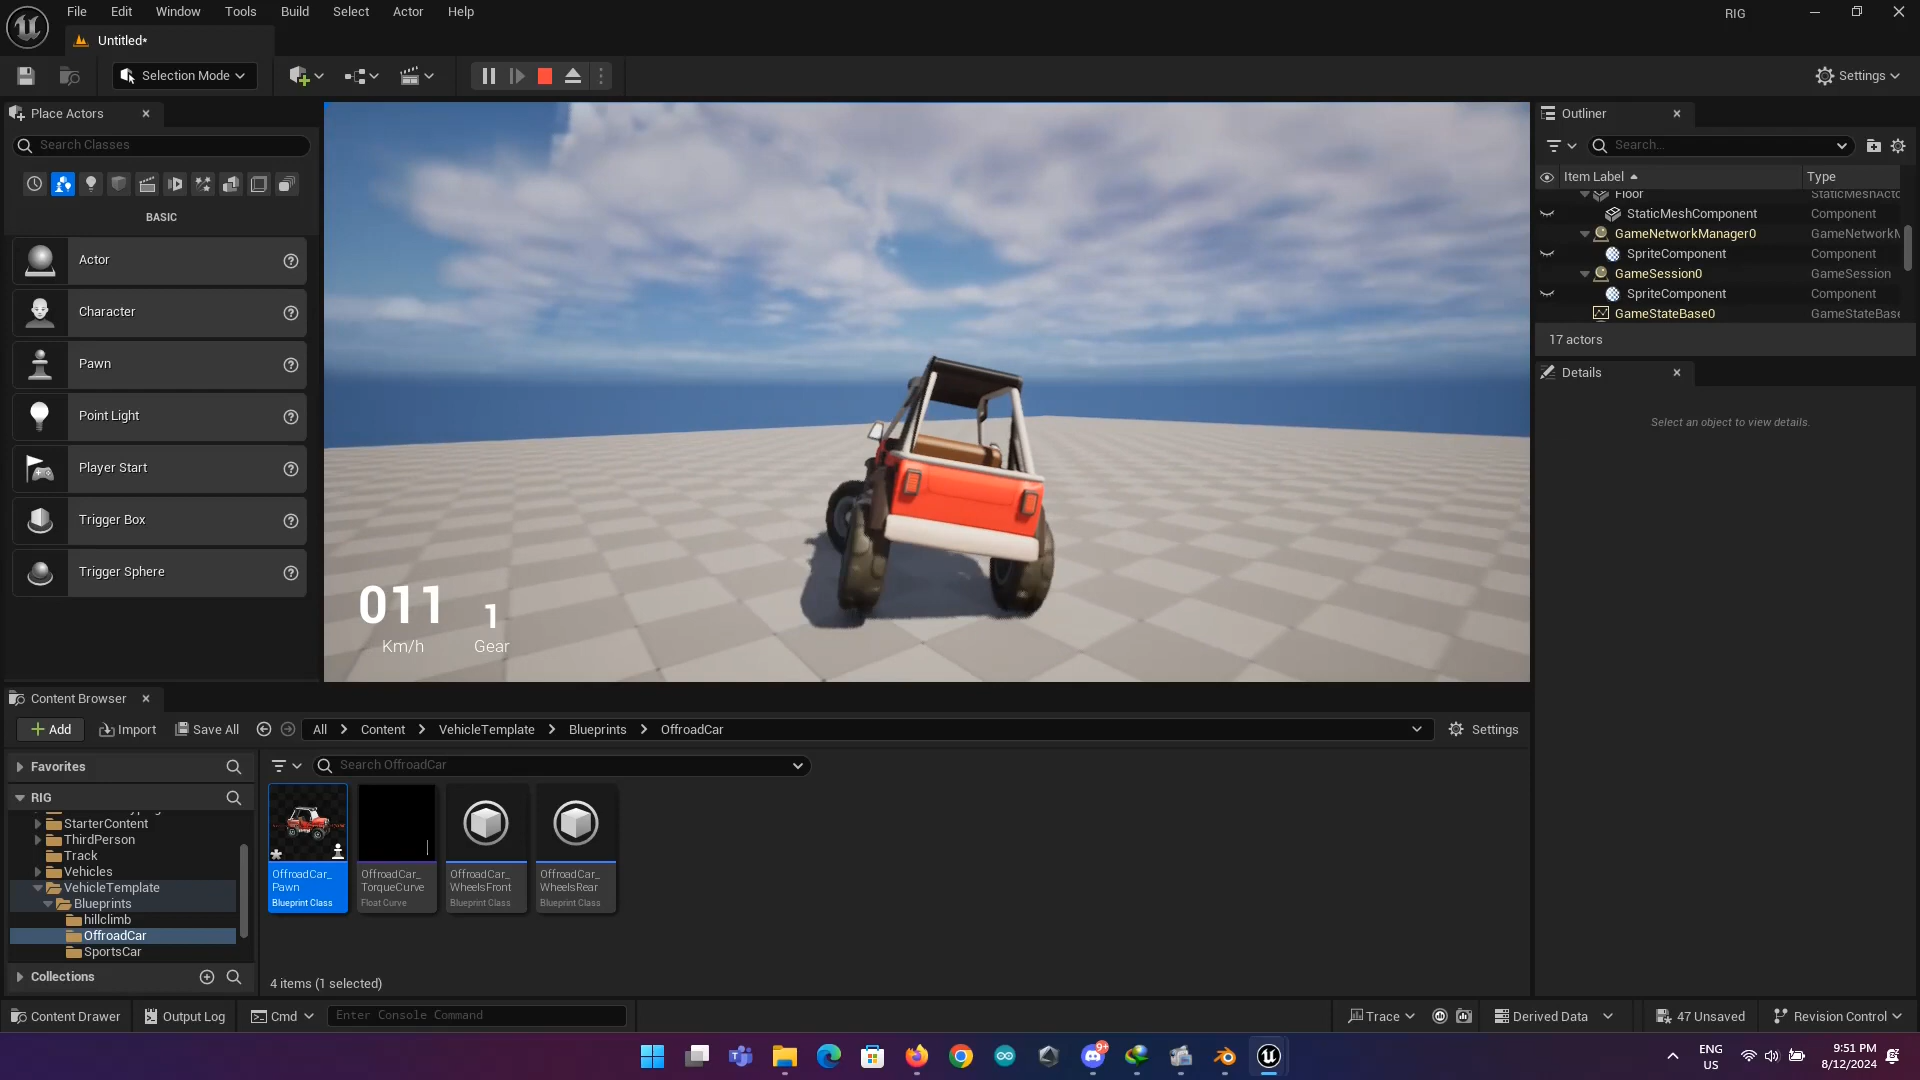 File Edit Window Tools Build Select Actor Help
RIG
Untitled*
Selection Mode
Settings
Place Actors
Search Classes
BASIC
Actor
Character
Pawn
Point Light
Player Start
Trigger Box
Trigger Sphere
011
1
Km/h
Gear
Outliner
Search...
Item Label
Type
Floor StaticMeshActo
StaticMeshComponent Component
GameNetworkManager0 GameNetworkM
SpriteComponent Component
GameSession0 GameSession
SpriteComponent Component
GameStateBase0 GameStateBase
17 actors
Details
Select an object to view details.
Content Browser
Add Import Save All All Content VehicleTemplate Blueprints OffroadCar Settings
Favorites
Search OffroadCar
RIG
StarterContent
ThirdPerson
Track
Vehicles
VehicleTemplate
Blueprints
hillclimb
OffroadCar
SportsCar
Collections
OffroadCar_
Pawn
Blueprint Class
OffroadCar_
TorqueCurve
Float Curve
OffroadCar_
WheelsFront
Blueprint Class
OffroadCar_
WheelsRear
Blueprint Class
4 items (1 selected)
Content Drawer Output Log Cmd Enter Console Command Trace Derived Data 47 Unsaved Revision Control
9+
ENG
US
9:51 PM
8/12/2024